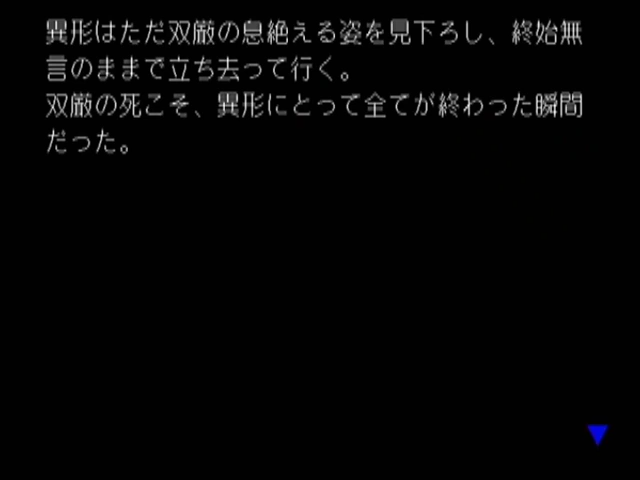 異形はただ双厳の息絶える姿を見下ろし、終始無
言のままで立ち去って行く。
双厳の死こそ、異形にとって全てが終わった瞬間
だった。